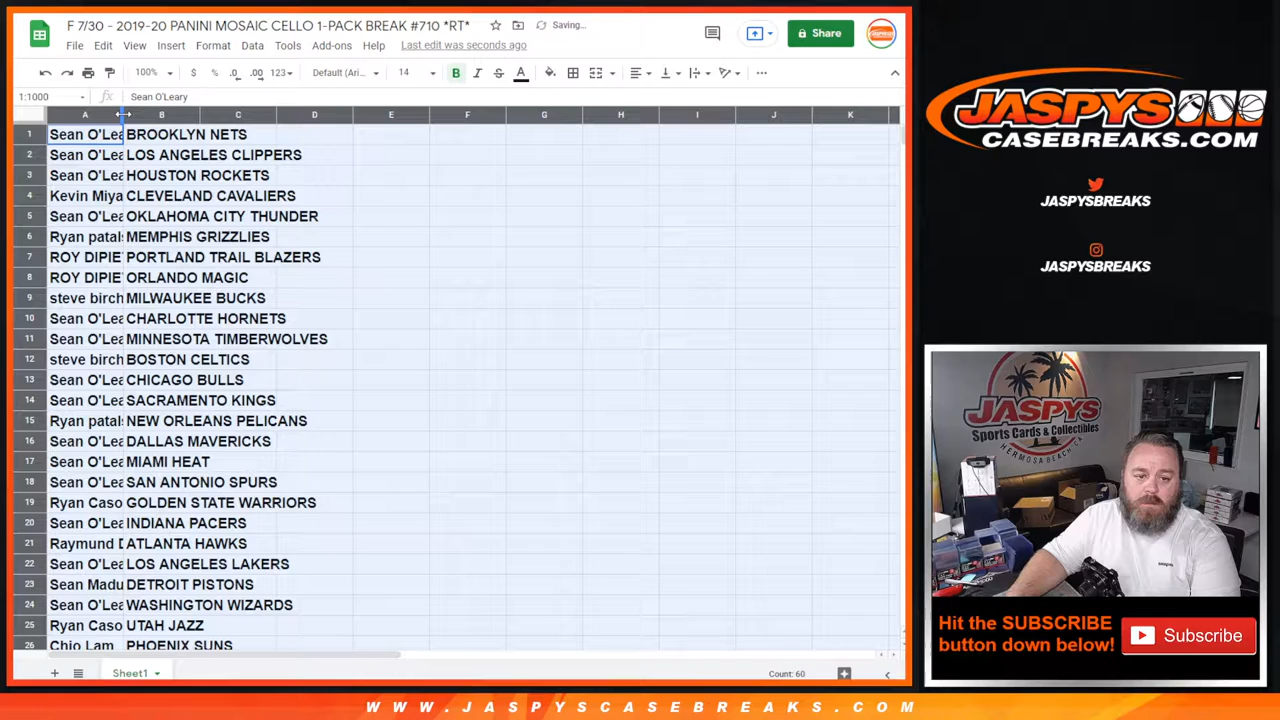 F 7/30 - 2019-20 PANINI MOSAIC CELLO 1-PACK BREAK #710 *RT*
Saving...
File Edit View Insert Format Data Tools Add-ons Help Last edit was seconds ago
Share
100% $ % .0 .00 123 Default (Ari... 14 B I S A
1:1000 fx Sean O'Leary
A B C D E F G H I J K
1 Sean O'Lea BROOKLYN NETS
2 Sean O'Lea LOS ANGELES CLIPPERS
3 Sean O'Lea HOUSTON ROCKETS
4 Kevin Miya CLEVELAND CAVALIERS
5 Sean O'Lea OKLAHOMA CITY THUNDER
6 Ryan patal MEMPHIS GRIZZLIES
7 ROY DIPIE PORTLAND TRAIL BLAZERS
8 ROY DIPIE ORLANDO MAGIC
9 steve birch MILWAUKEE BUCKS
10 Sean O'Lea CHARLOTTE HORNETS
11 Sean O'Lea MINNESOTA TIMBERWOLVES
12 steve birch BOSTON CELTICS
13 Sean O'Lea CHICAGO BULLS
14 Sean O'Lea SACRAMENTO KINGS
15 Ryan patal NEW ORLEANS PELICANS
16 Sean O'Lea DALLAS MAVERICKS
17 Sean O'Lea MIAMI HEAT
18 Sean O'Lea SAN ANTONIO SPURS
19 Ryan Caso GOLDEN STATE WARRIORS
20 Sean O'Lea INDIANA PACERS
21 Raymund D ATLANTA HAWKS
22 Sean O'Lea LOS ANGELES LAKERS
23 Sean Madu DETROIT PISTONS
24 Sean O'Lea WASHINGTON WIZARDS
25 Ryan Caso UTAH JAZZ
26 Chio Lam PHOENIX SUNS
Sheet1
Count: 60
JASPYS
CASEBREAKS.COM
JASPYSBREAKS
JASPYSBREAKS
JASPYS
Sports Cards & Collectibles
HERMOSA BEACH CA
Hit the SUBSCRIBE
button down below!
Subscribe
WWW.JASPYSCASEBREAKS.COM